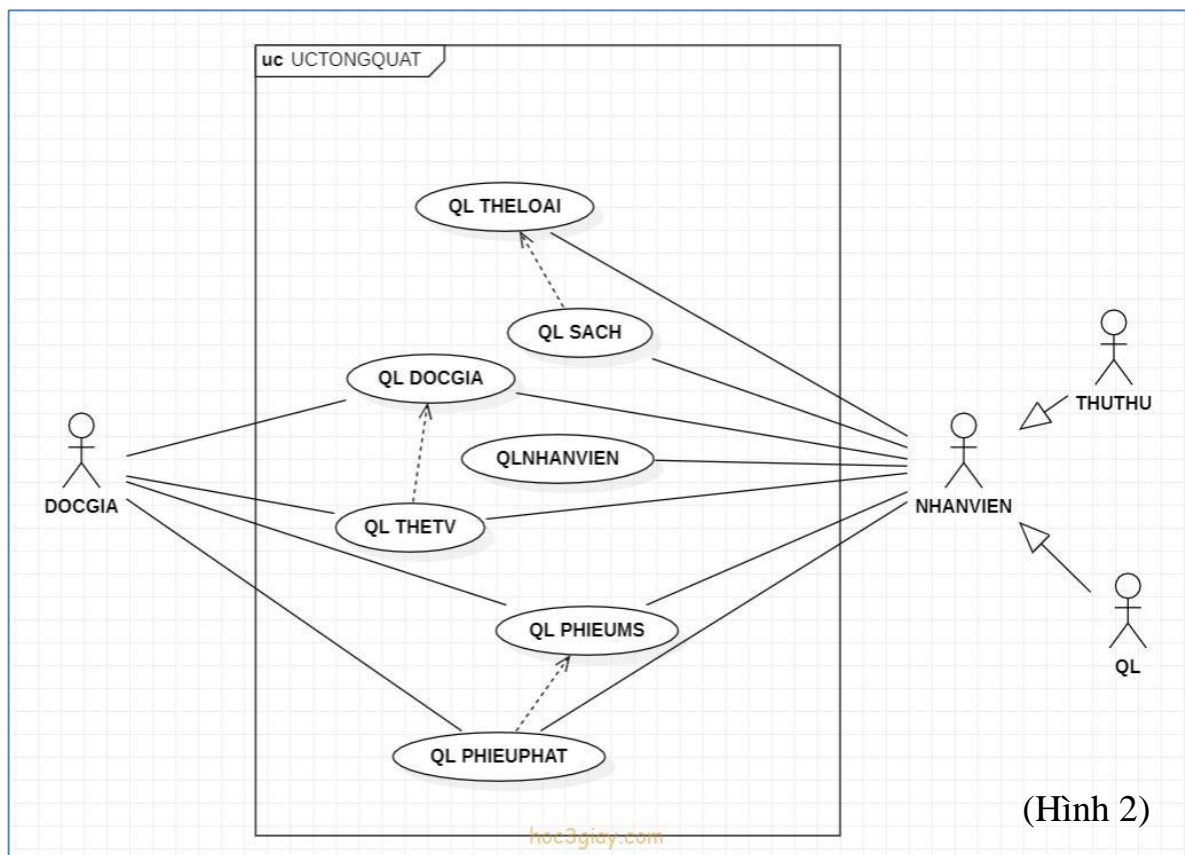 uc UCTONGQUAT
QL THELOAI
QL SACH
QL DOCGIA
THUTHU
QLNHANVIEN
DOCGIA
NHANVIEN
QL THETV
QL PHIEUMS
QL
QL PHIEUPHAT
(Hình 2)
hoc3giay.com